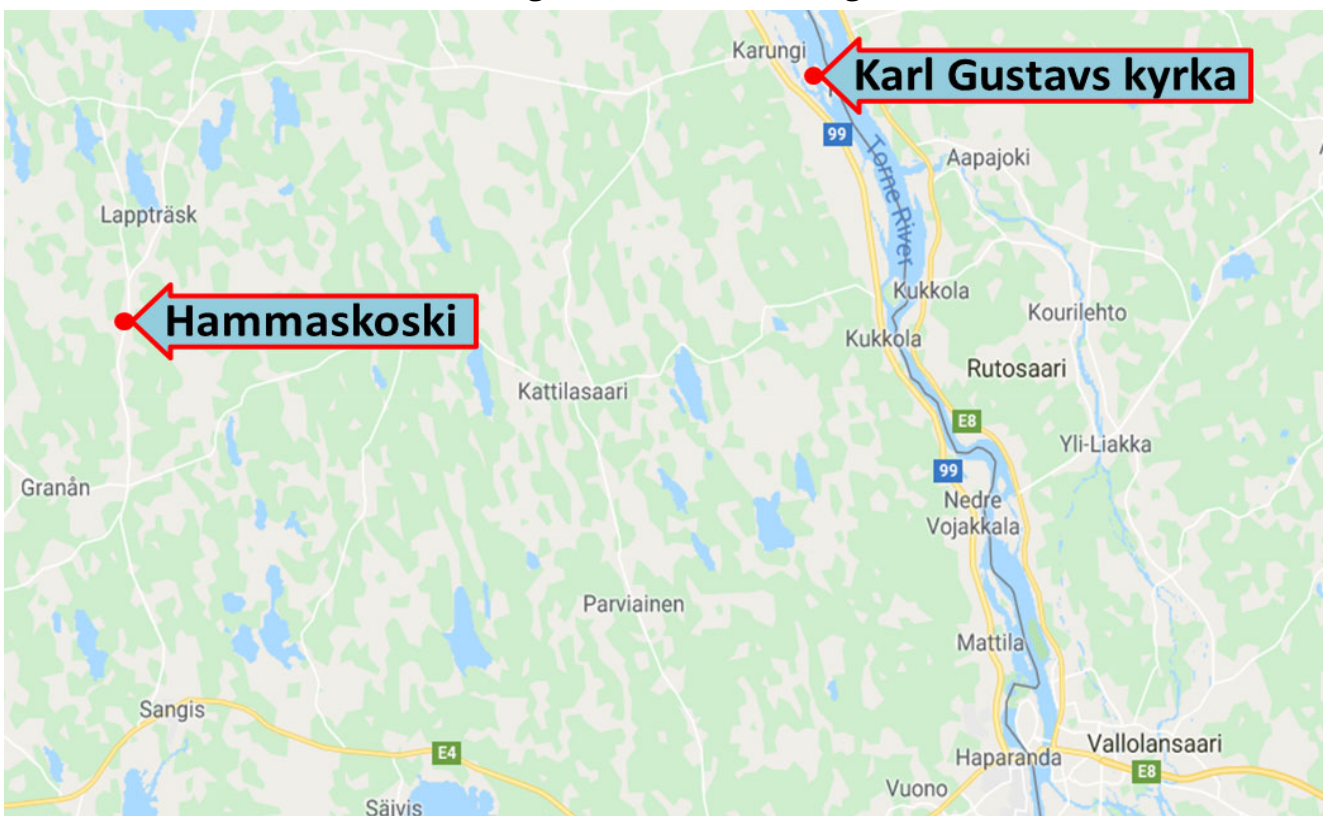 Karungi
Karl Gustavs kyrka
99
Torne River
Aapajoki
Lappträsk
Kukkola
Kourilehto
Hammaskoski
Kukkola
Rutosaari
Kattilasaari
E8
Yli-Liakka
99
Granån
Nedre
Vojakkala
Parviainen
Mattila
Sangis
E4
Vallolansaari
Haparanda
E8
Vuono
Säivis